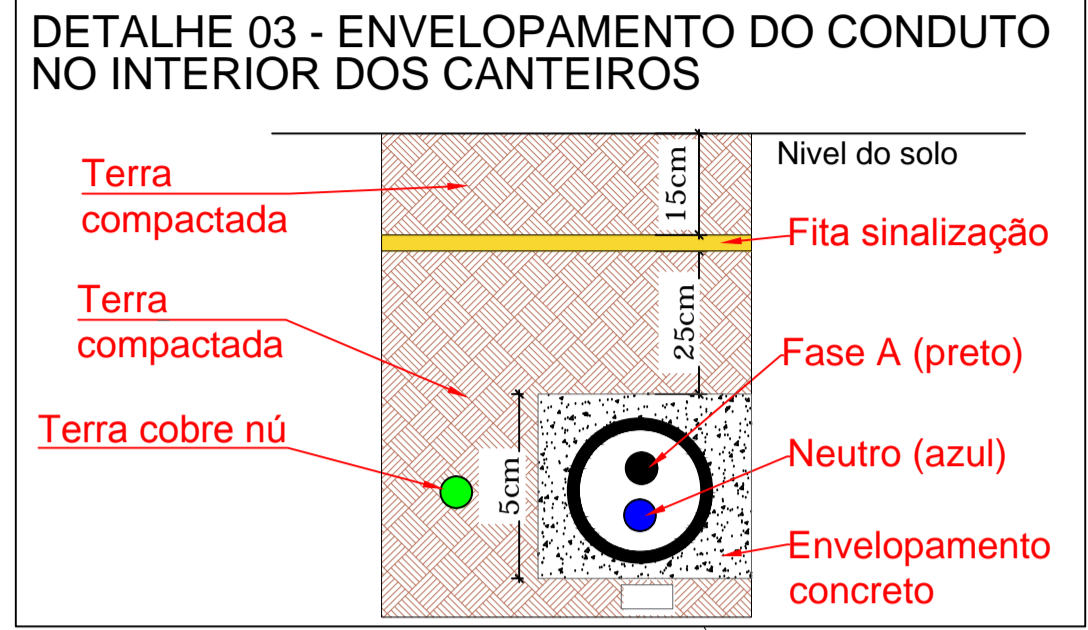 DETALHE 03 - ENVELOPAMENTO DO CONDUTO
NO INTERIOR DOS CANTEIROS
Nivel do solo
Terra
compactada
15cm
Fita sinalização
Terra
compactada
25cm
Fase A (preto)
Terra cobre nú
5cm
Neutro (azul)
Envelopamento
concreto